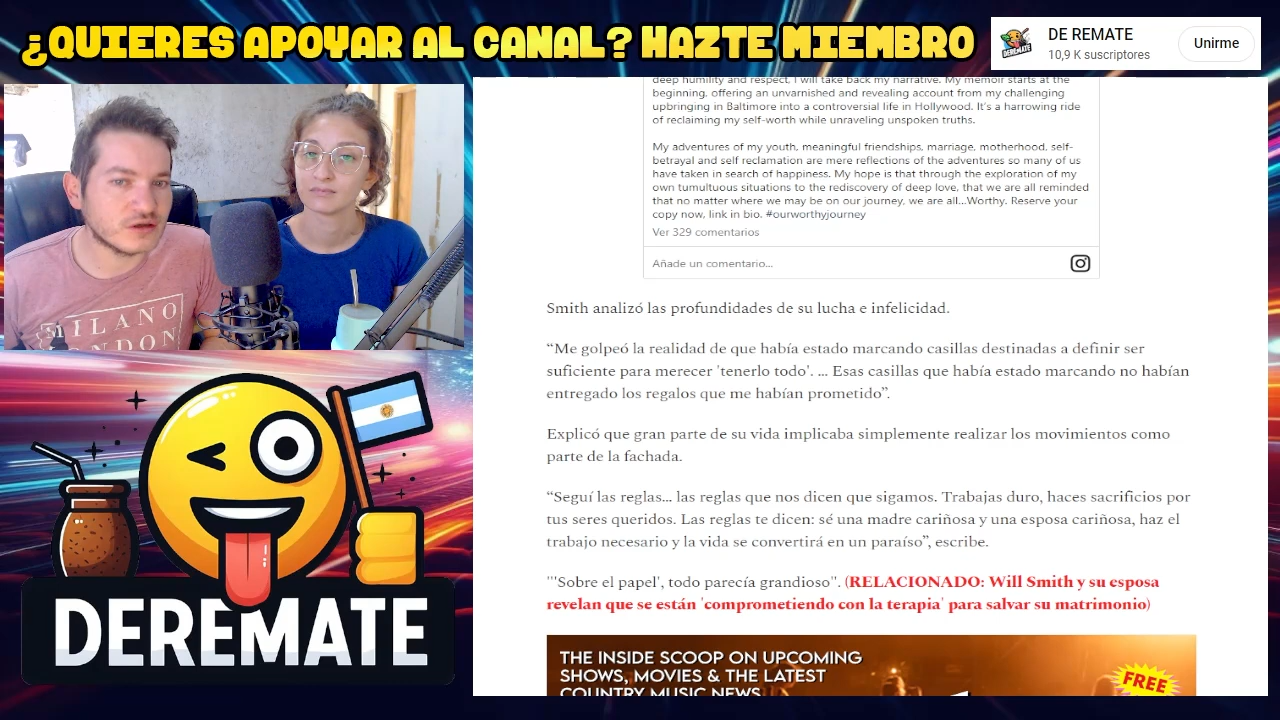 ¿QUIERES APOYAR AL CANAL? HAZTE MIEMBRO
DE REMATE
10,9 K suscriptores
Unirme
DEREMATE
deep humility and respect, I will take back my narrative. My memoir starts at the
beginning, offering an unvarnished and revealing account from my challenging
upbringing in Baltimore into a controversial life in Hollywood. It's a harrowing ride
of reclaiming my self-worth while unraveling unspoken truths.
My adventures of my youth, meaningful friendships, marriage, motherhood, self-
betrayal and self reclamation are mere reflections of the adventures so many of us
have taken in search of happiness. My hope is that through the exploration of my
own tumultuous situations to the rediscovery of deep love, that we are all reminded
that no matter where we may be on our journey, we are all...Worthy. Reserve your
copy now, link in bio. #ourworthyjourney
Ver 329 comentarios
Añade un comentario...
Smith analizó las profundidades de su lucha e infelicidad.
“Me golpeó la realidad de que había estado marcando casillas destinadas a definir ser
suficiente para merecer 'tenerlo todo'. ... Esas casillas que había estado marcando no habían
entregado los regalos que me habían prometido”.
Explicó que gran parte de su vida implicaba simplemente realizar los movimientos como
parte de la fachada.
“Seguí las reglas... las reglas que nos dicen que sigamos. Trabajas duro, haces sacrificios por
tus seres queridos. Las reglas te dicen: sé una madre cariñosa y una esposa cariñosa, haz el
trabajo necesario y la vida se convertirá en un paraíso”, escribe.
"'Sobre el papel', todo parecía grandioso". (RELACIONADO: Will Smith y su esposa
revelan que se están 'comprometiendo con la terapia' para salvar su matrimonio)
THE INSIDE SCOOP ON UPCOMING
SHOWS, MOVIES & THE LATEST
COUNTRY MUSIC NEWS
FREE
MILANO
LONDON
DEREMATE